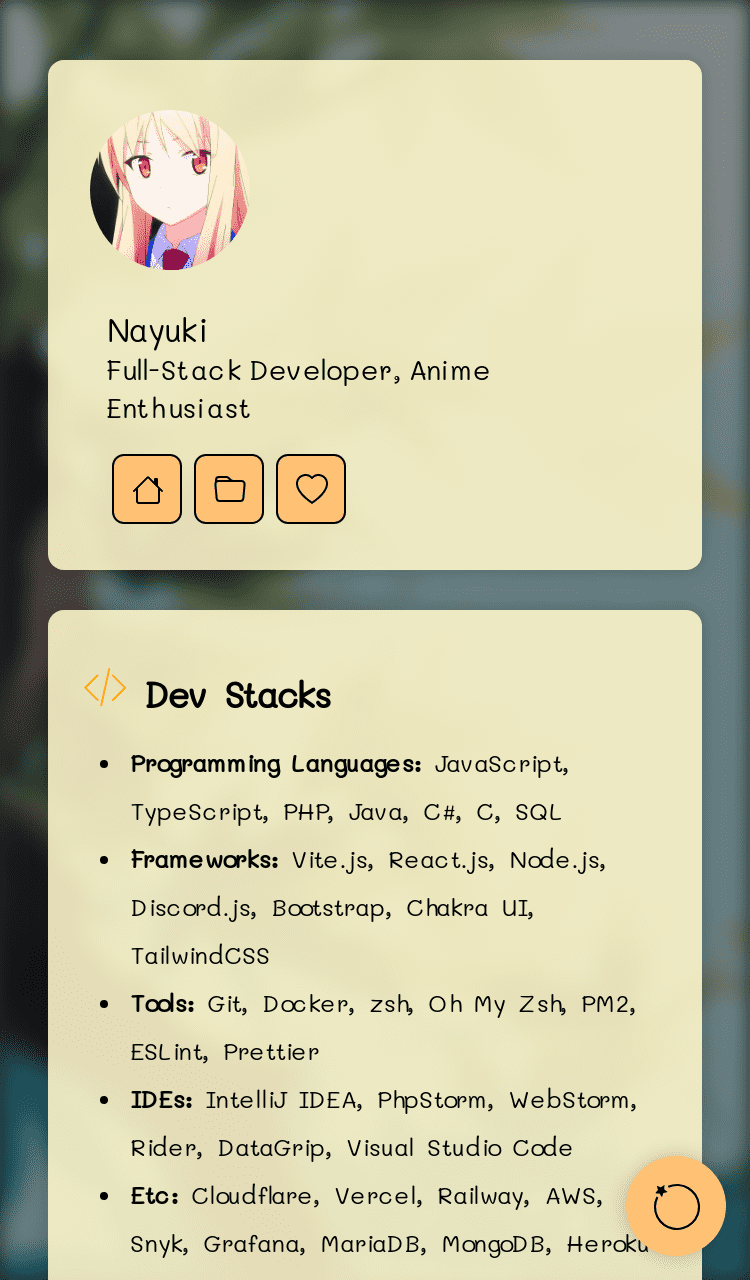 Nayuki
Full-Stack Developer, Anime
Enthusiast
Dev Stacks
Programming Languages: JavaScript,
TypeScript, PHP, Java, C#, C, SQL
Frameworks: Vite.js, React.js, Node.js,
Discord.js, Bootstrap, Chakra UI,
TailwindCSS
Tools: Git, Docker, zsh, Oh My Zsh, PM2,
ESLint, Prettier
IDEs: IntelliJ IDEA, PhpStorm, WebStorm,
Rider, DataGrip, Visual Studio Code
Etc: Cloudflare, Vercel, Railway, AWS,
Snyk, Grafana, MariaDB, MongoDB, Heroku